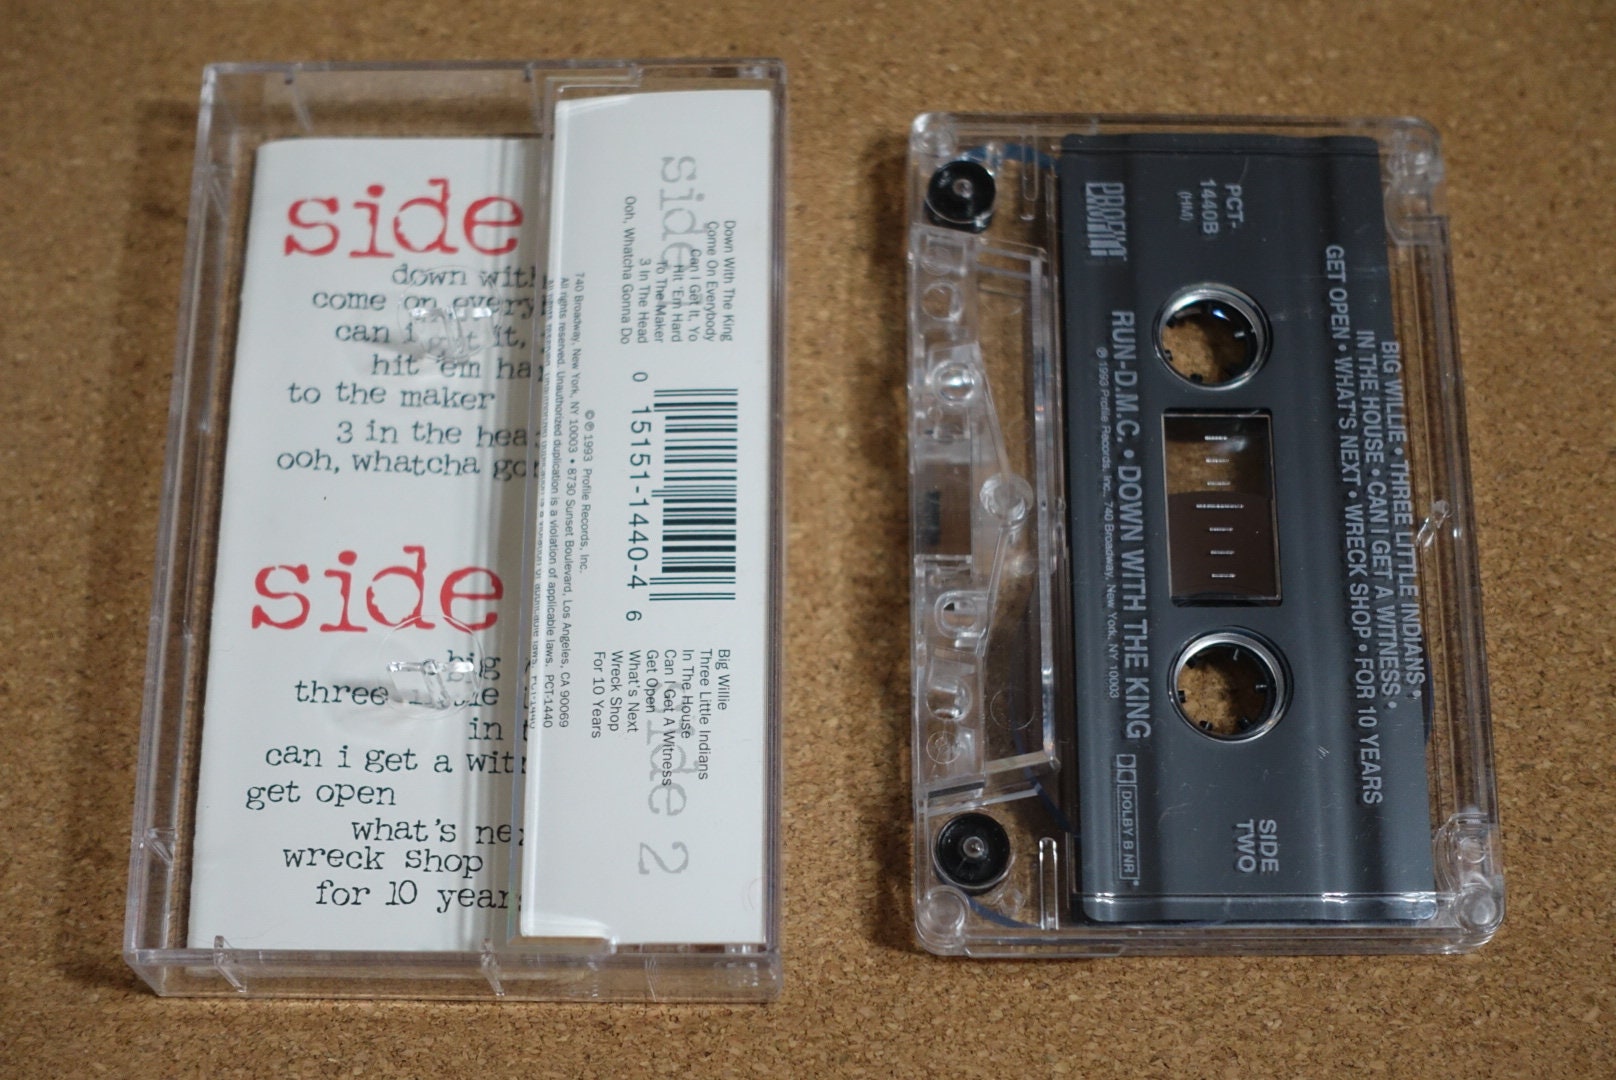 side
down with
come on every
can i get it,
hit 'em ha
to the maker
3 in the hea
ooh, whatcha go
side
big
three little
in t
can i get a wit
get open
what's ne
wreck shop
for 10 year
side
Down With The King
Come On Everybody
Can I Get It, Yo
Hit 'Em Hard
To The Maker
3 In The Head
Ooh, Whatcha Gonna Do
0 15151-1440-4 6
℗© 1993 Profile Records, Inc.
740 Broadway, New York, NY 10003 • 8730 Sunset Boulevard, Los Angeles, CA 90069
All rights reserved. Unauthorized duplication is a violation of applicable laws. PCT-1440
side 2
Big Willie
Three Little Indians
In The House
Can I Get A Witness
Get Open
What's Next
Wreck Shop
For 10 Years
PROFILE
PCT-
1440B
(HM)
BIG WILLIE • THREE LITTLE INDIANS •
IN THE HOUSE • CAN I GET A WITNESS •
GET OPEN • WHAT'S NEXT • WRECK SHOP • FOR 10 YEARS
RUN-D.M.C. • DOWN WITH THE KING
℗ 1993 Profile Records, Inc., 740 Broadway, New York, NY 10003
SIDE
TWO
DOLBY B NR